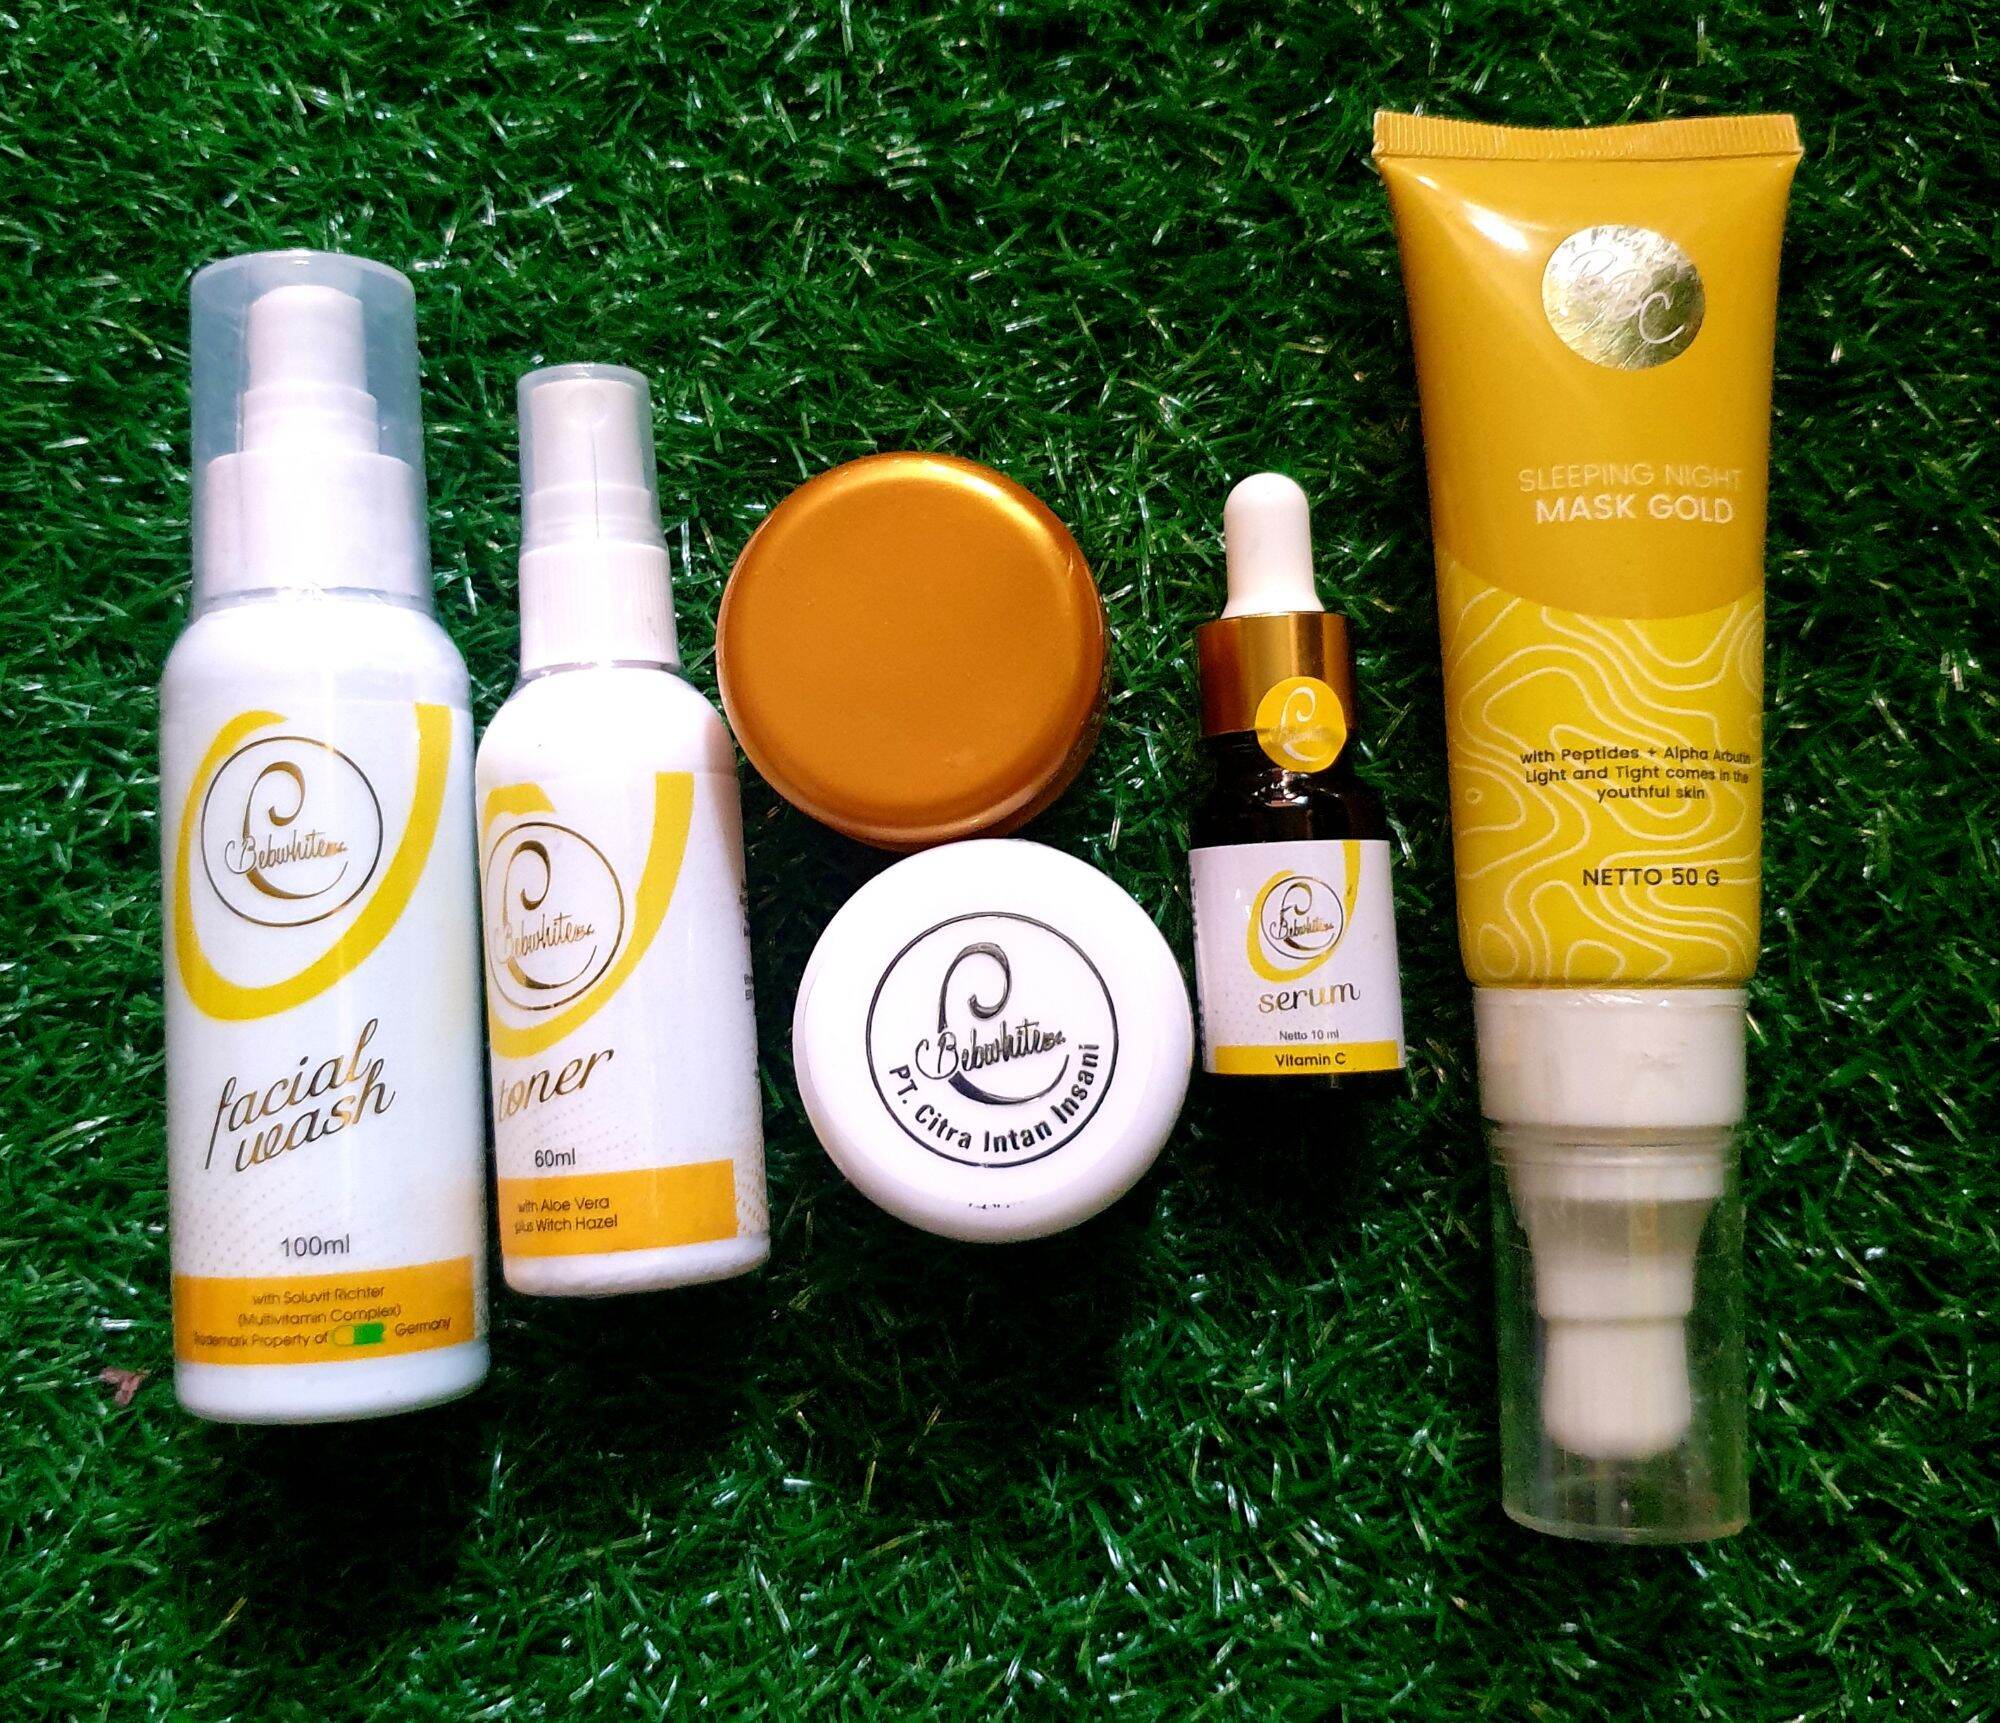 Bebwhite
facial
wash
100ml
with Soluvit Richter
(Multivitamin Complex)
Trademark Property of Germany
Bebwhite
toner
60ml
with Aloe Vera
plus Witch Hazel
Bebwhite
PT. Citra Intan Insani
Bebwhite
serum
Netto 10 ml
Vitamin C
SLEEPING NIGHT
MASK GOLD
with Peptides + Alpha Arbutin
Light and Tight comes in the
youthful skin
NETTO 50 G